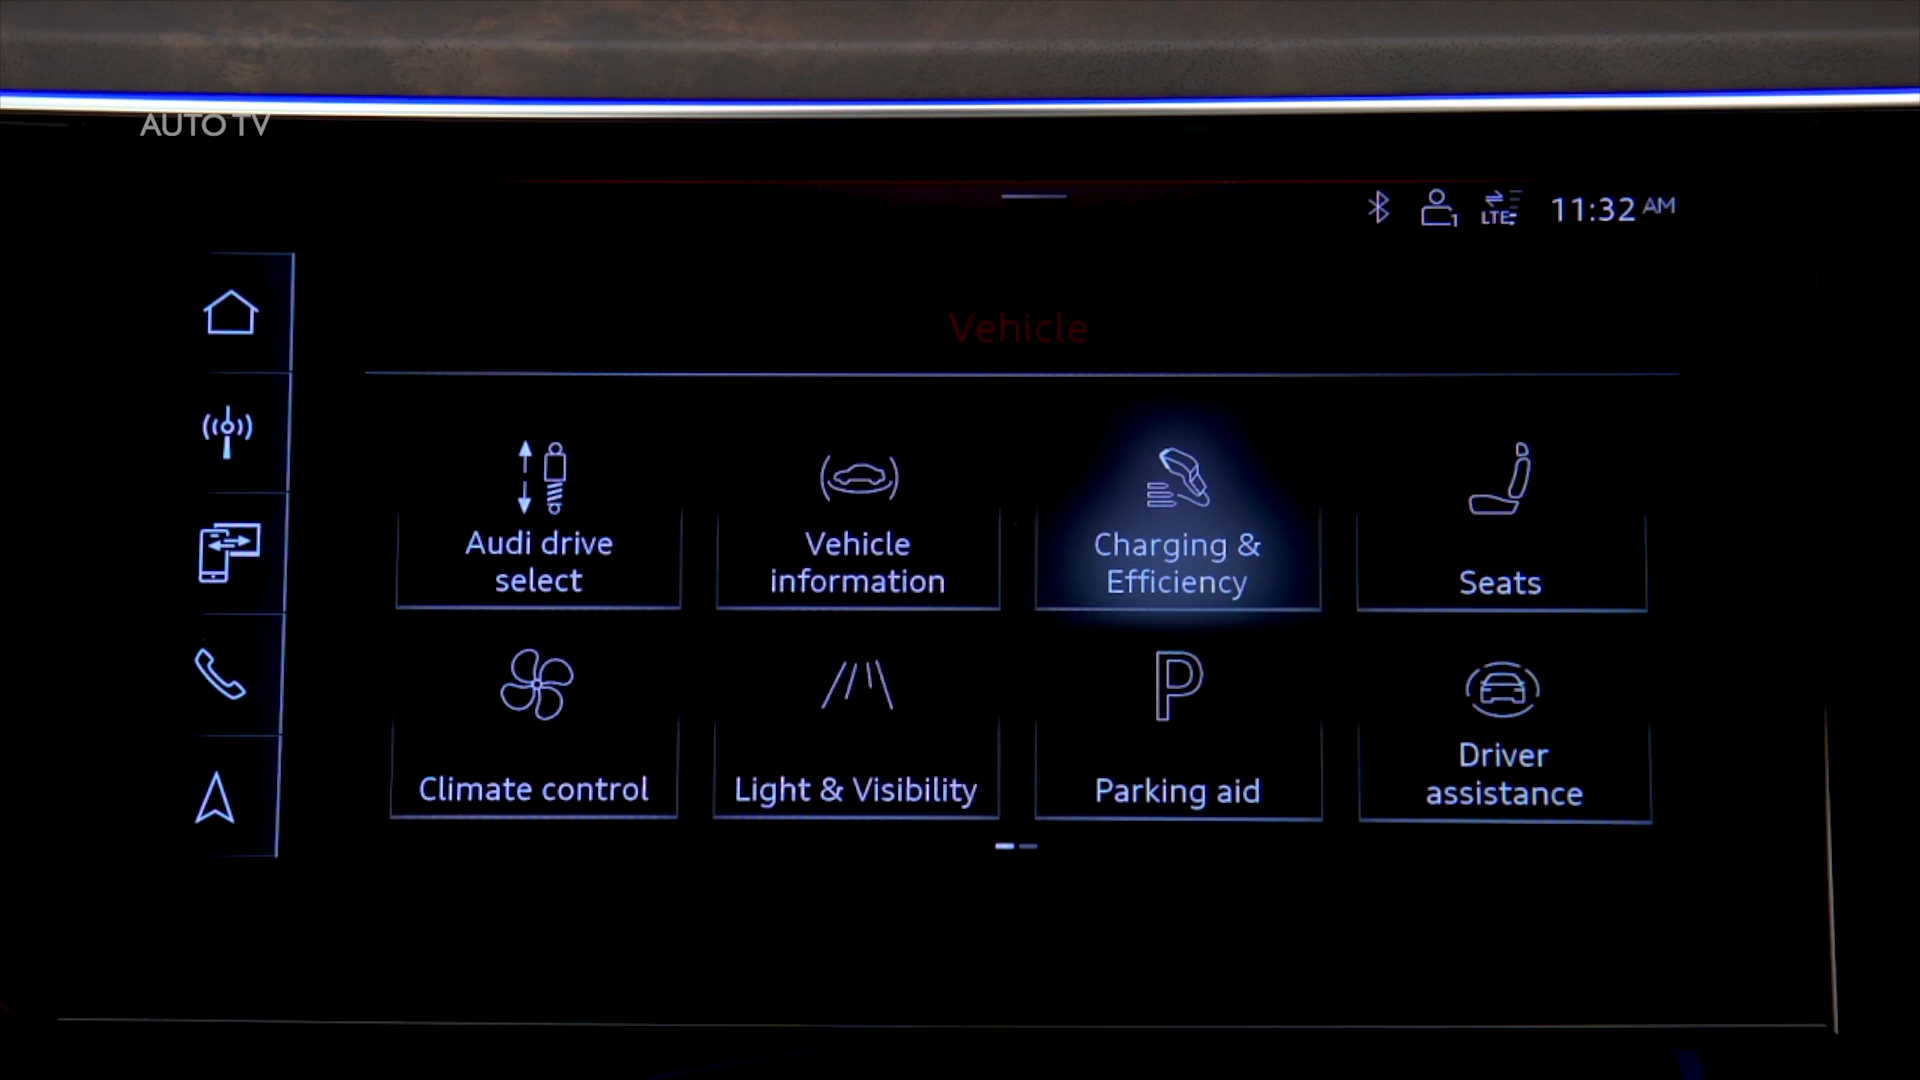 AUTO TV
LTE 11:32 AM
1
Vehicle
Audi drive
select
Vehicle
information
Charging &
Efficiency
Seats
Climate control
Light & Visibility
P
Parking aid
Driver
assistance